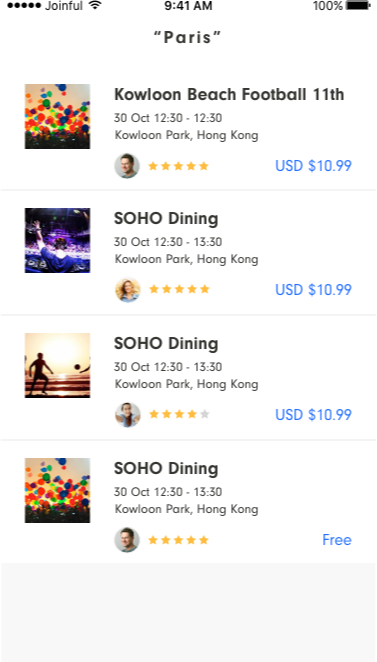 Joinful 9:41 AM 100%
“Paris”
Kowloon Beach Football 11th
30 Oct 12:30 - 12:30
Kowloon Park, Hong Kong
USD $10.99
SOHO Dining
30 Oct 12:30 - 13:30
Kowloon Park, Hong Kong
USD $10.99
SOHO Dining
30 Oct 12:30 - 13:30
Kowloon Park, Hong Kong
USD $10.99
SOHO Dining
30 Oct 12:30 - 13:30
Kowloon Park, Hong Kong
Free